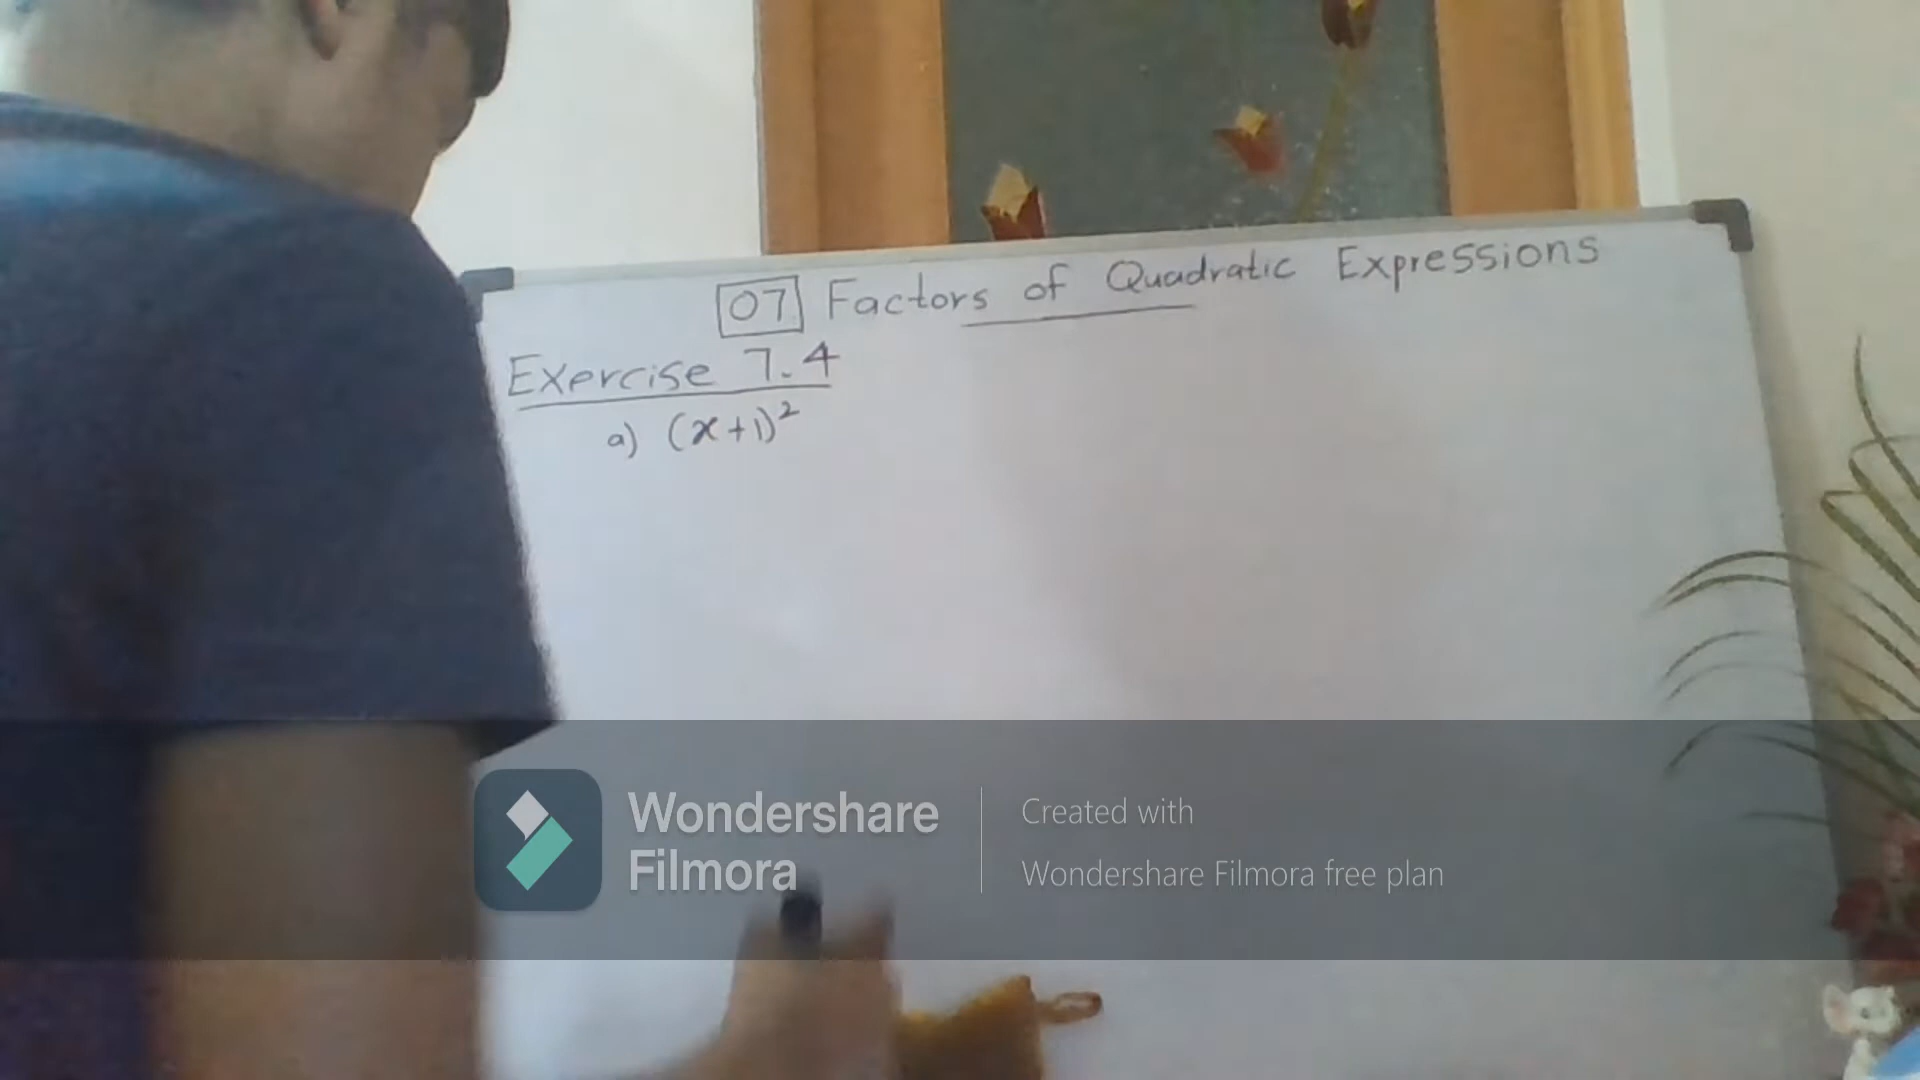 07 Factors of Quadratic Expressions
Exercise 7.4
a) (x+1)²
Wondershare
Filmora
Created with
Wondershare Filmora free plan